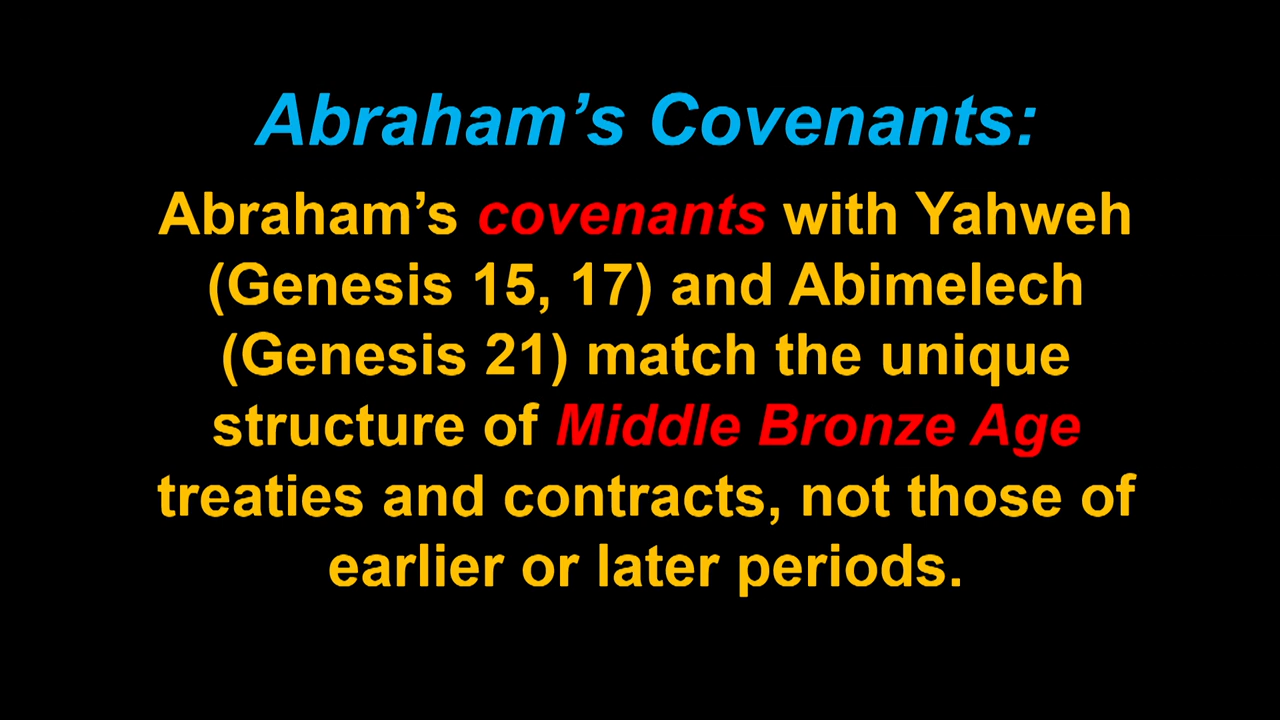 Abraham’s Covenants:
Abraham’s covenants with Yahweh
(Genesis 15, 17) and Abimelech
(Genesis 21) match the unique
structure of Middle Bronze Age
treaties and contracts, not those of
earlier or later periods.